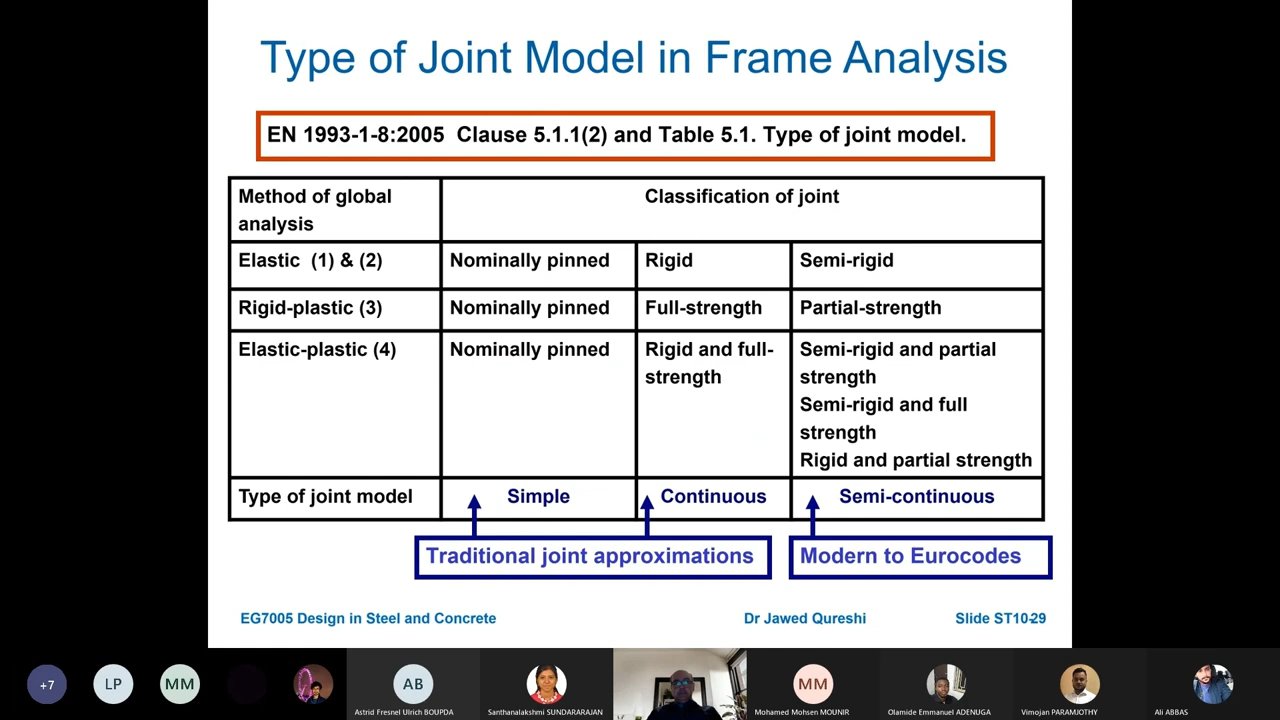 Type of Joint Model in Frame Analysis
EN 1993-1-8:2005 Clause 5.1.1(2) and Table 5.1. Type of joint model.
Method of global
analysis
Classification of joint
Elastic (1) & (2)
Nominally pinned
Rigid
Semi-rigid
Rigid-plastic (3)
Nominally pinned
Full-strength
Partial-strength
Elastic-plastic (4)
Nominally pinned
Rigid and full-
strength
Semi-rigid and partial
strength
Semi-rigid and full
strength
Rigid and partial strength
Type of joint model
Simple
Continuous
Semi-continuous
Traditional joint approximations
Modern to Eurocodes
EG7005 Design in Steel and Concrete
Dr Jawed Qureshi
Slide ST10-29
+7
LP
MM
AB
MM
Astrid Fresnel Ulrich BOUPDA
Santhanalakshmi SUNDARARAJAN
Mohamed Mohsen MOUNIR
Olamide Emmanuel ADENUGA
Vimojan PARAMJOTHY
Ali ABBAS